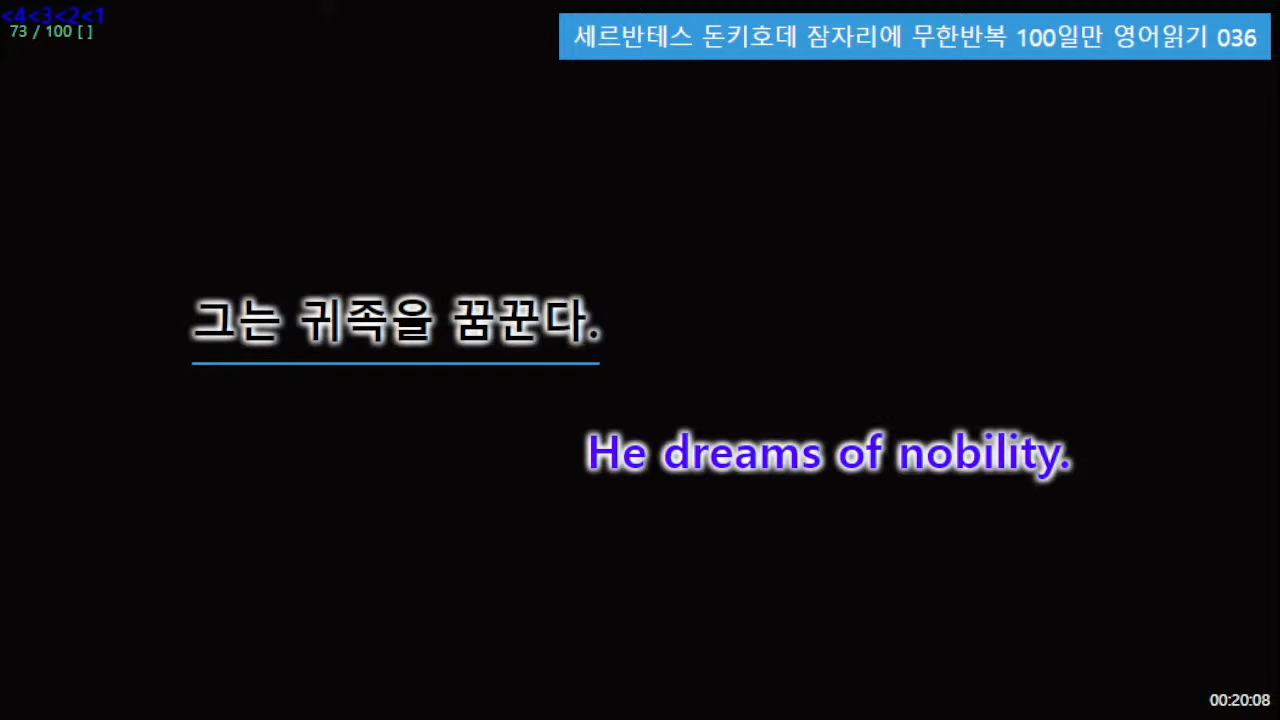 <4<3<2<1
73 / 100 [ ]
세르반테스 돈키호데 잠자리에 무한반복 100일만 영어읽기 036
그는 귀족을 꿈꾼다.
He dreams of nobility.
00:20:08